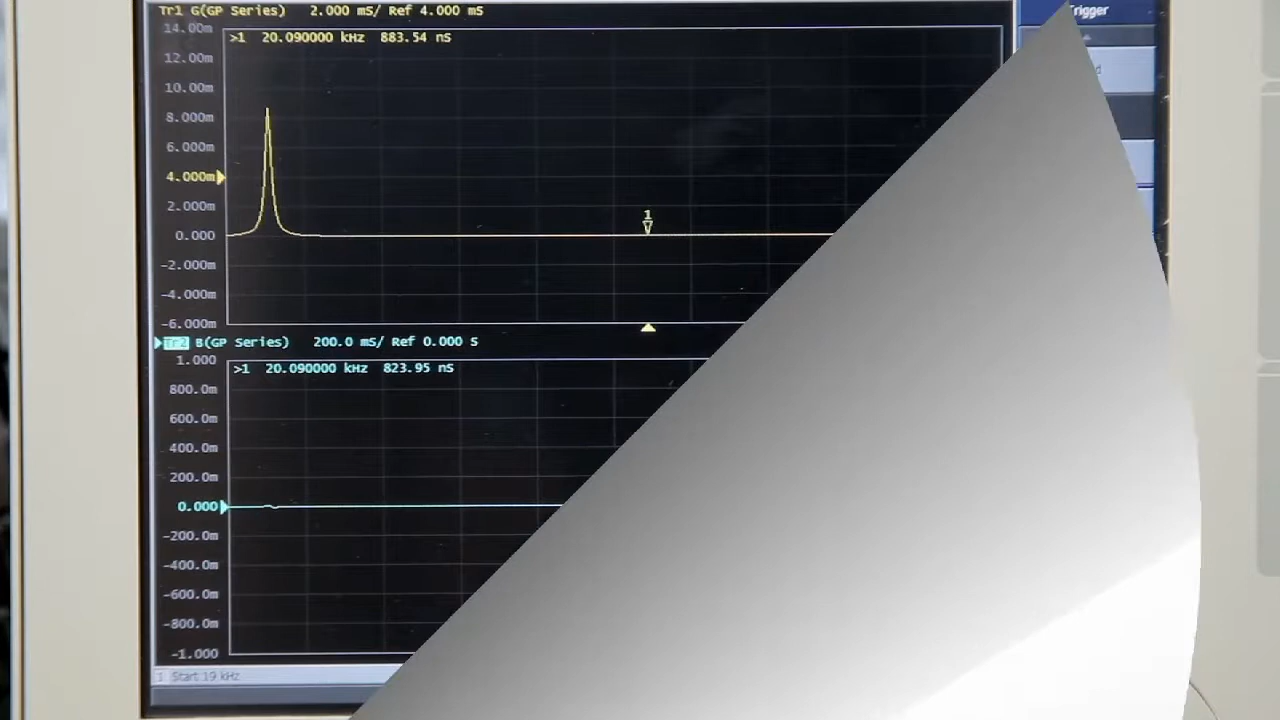 Tr1 G(GP Series) 2.000 mS/ Ref 4.000 mS
Trigger
14.00m
>1 20.090000 kHz 883.54 nS
12.00m
10.00m
8.000m
6.000m
4.000m
2.000m
1
0.000
-2.000m
-4.000m
-6.000m
Tr2 B(GP Series) 200.0 mS/ Ref 0.000 S
1.000
>1 20.090000 kHz 823.95 nS
800.0m
600.0m
400.0m
200.0m
0.000
-200.0m
-400.0m
-600.0m
-800.0m
-1.000
1 Start 19 kHz